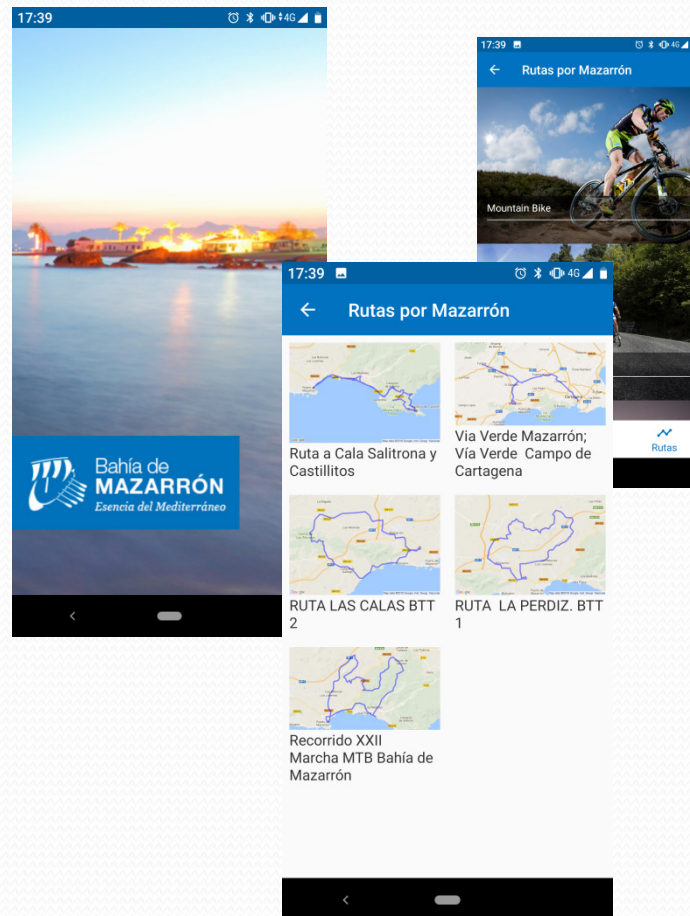 17:39
4G
Bahía de
MAZARRÓN
Esencia del Mediterráneo
17:39
4G
Rutas por Mazarrón
Mountain Bike
Rutas
17:39
4G
Rutas por Mazarrón
Ruta a Cala Salitrona y
Castillitos
Via Verde Mazarrón;
Vía Verde Campo de
Cartagena
RUTA LAS CALAS BTT
2
RUTA LA PERDIZ. BTT
1
Recorrido XXII
Marcha MTB Bahía de
Mazarrón